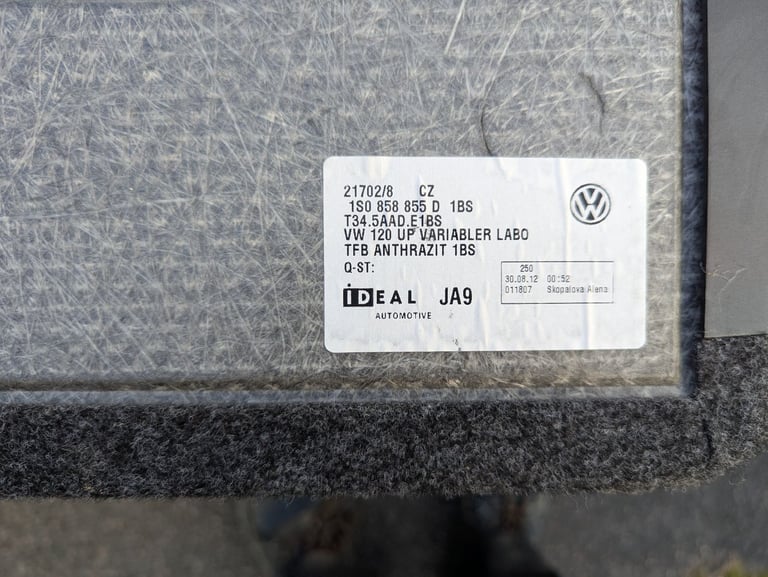 21702/8 CZ
1S0 858 855 D 1BS
T34.5AAD.E1BS
VW 120 UP VARIABLER LABO
TFB ANTHRAZIT 1BS
Q-ST:
250
30.08.12 00:52
011807 Skopalova Alena
IDEAL JA9
AUTOMOTIVE